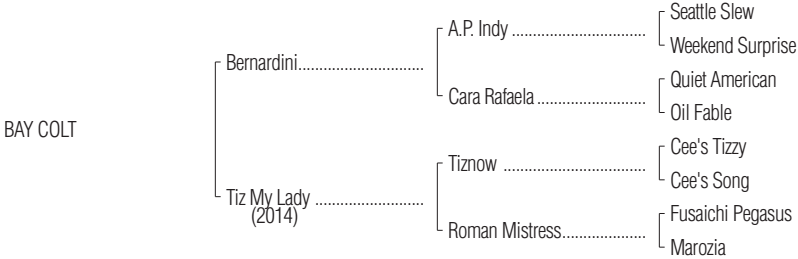 Seattle Slew
A.P. Indy ................................
Weekend Surprise
Bernardini..............................
Quiet American
Cara Rafaela ..........................
Oil Fable
BAY COLT
Cee's Tizzy
Tiznow ..................................
Cee's Song
Tiz My Lady ..........................
(2014)
Fusaichi Pegasus
Roman Mistress....................
Marozia